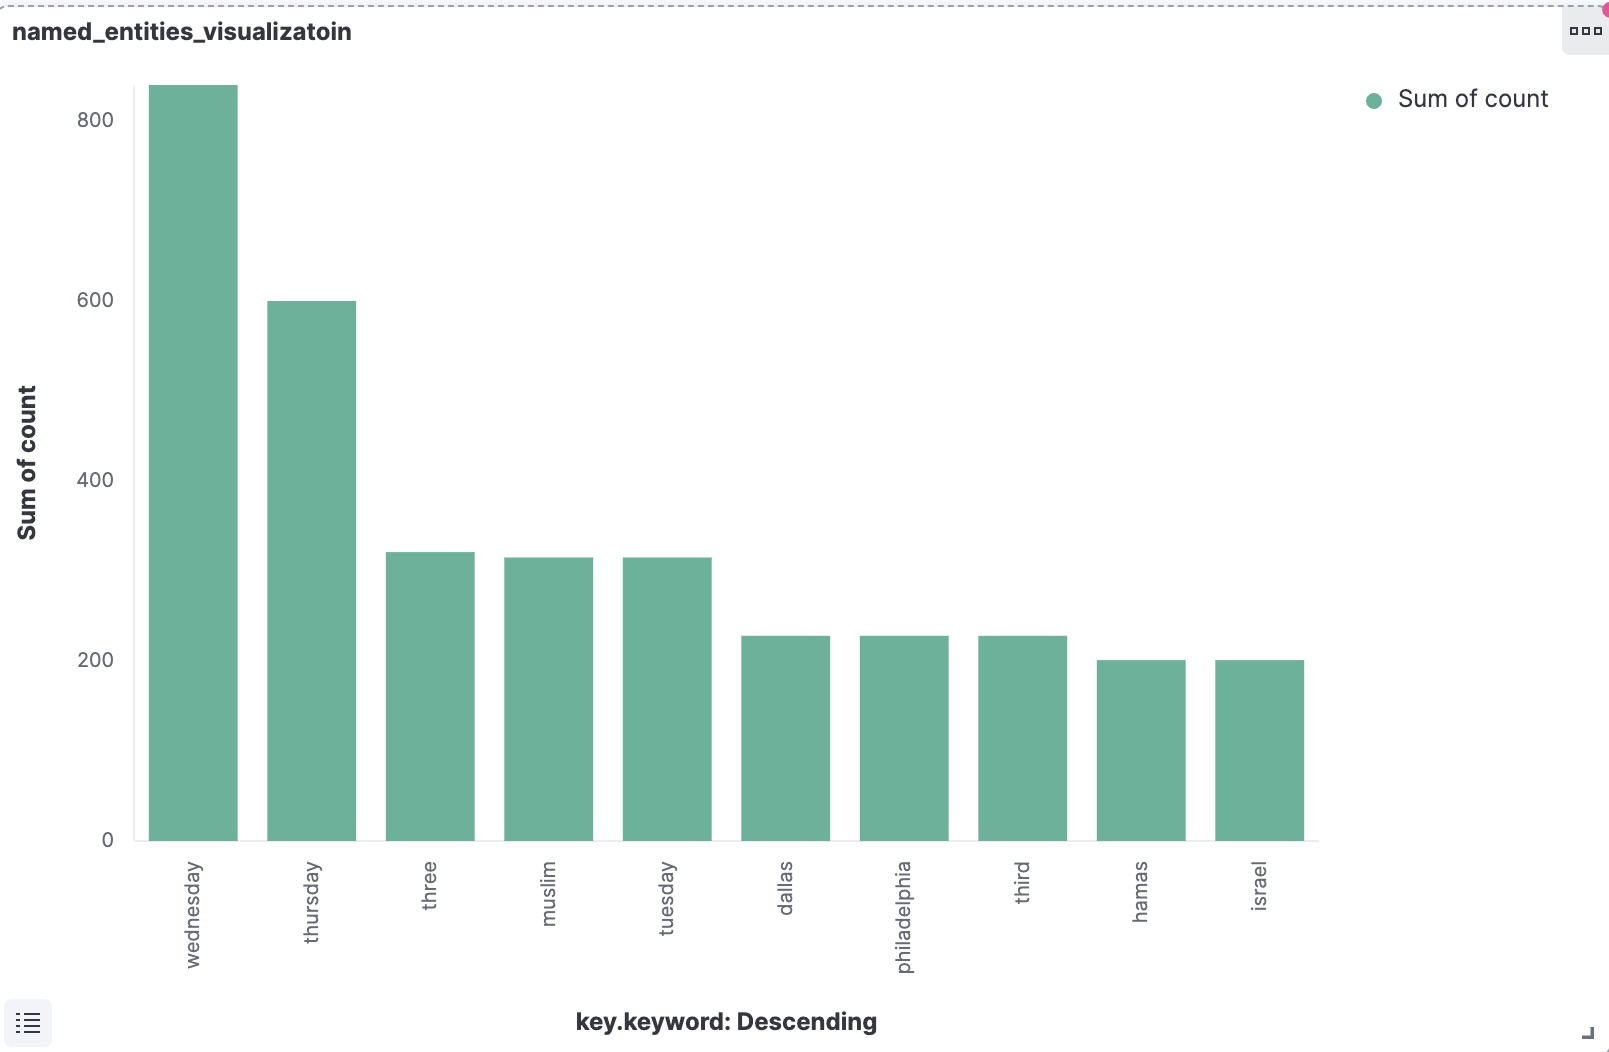 named_entities_visualizatoin
Sum of count
800
600
400
200
0
Sum of count
wednesday
thursday
three
muslim
tuesday
dallas
philadelphia
third
hamas
israel
key.keyword: Descending